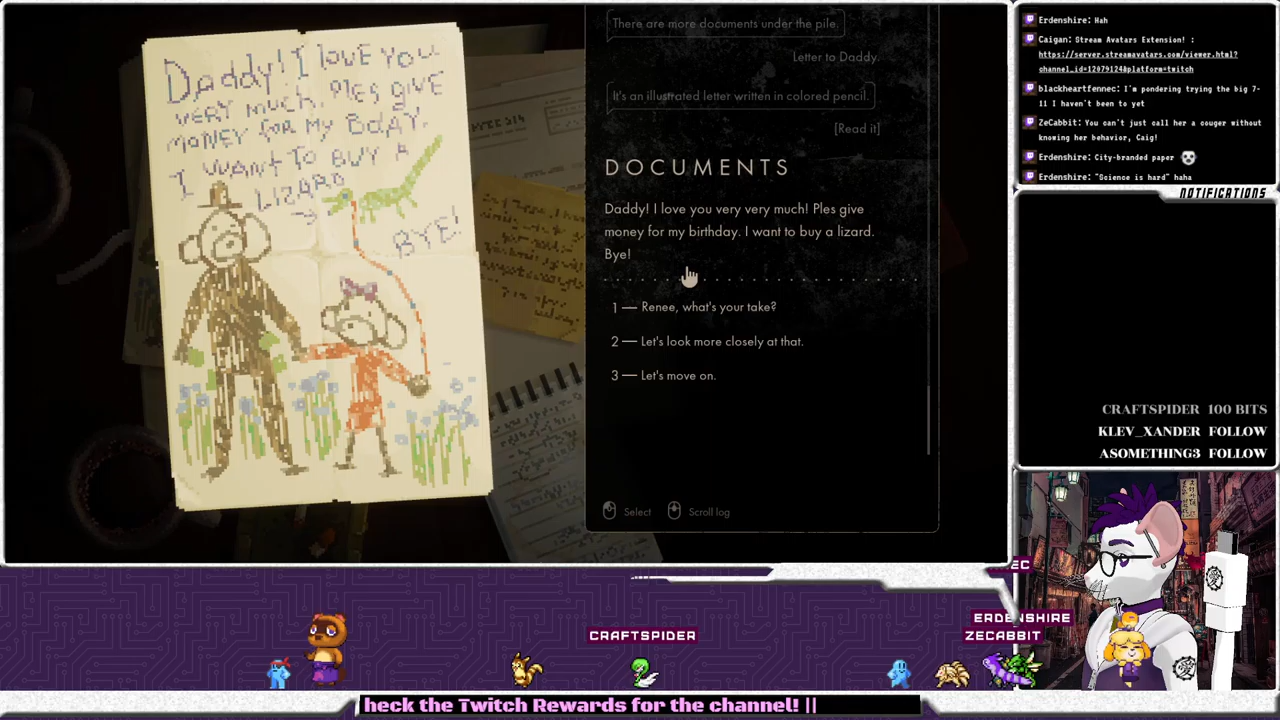 Daddy! I love you
very much. Ples give
money for my bday.
I want to buy a
lizard
Bye!
There are more documents under the pile.
Letter to Daddy.
It's an illustrated letter written in colored pencil.
[Read it]
DOCUMENTS
Daddy! I love you very very much! Ples give
money for my birthday. I want to buy a lizard.
Bye!
1 — Renee, what's your take?
2 — Let's look more closely at that.
3 — Let's move on.
Select
Scroll log
Erdenshire: Hah
Caigan: Stream Avatars Extension! :
https://server.streamavatars.com/viewer.html?
channel_id=12079124&platform=twitch
blackheartfennec: I'm pondering trying the big 7-
11 I haven't been to yet
ZeCabbit: You can't just call her a couger without
knowing her behavior, Caig!
Erdenshire: City-branded paper
Erdenshire: "Science is hard" haha
NOTIFICATIONS
CRAFTSPIDER 100 BITS
KLEV_XANDER FOLLOW
ASOMETHING3 FOLLOW
CRAFTSPIDER
ERDENSHIRE
ZECABBIT
heck the Twitch Rewards for the channel! ||